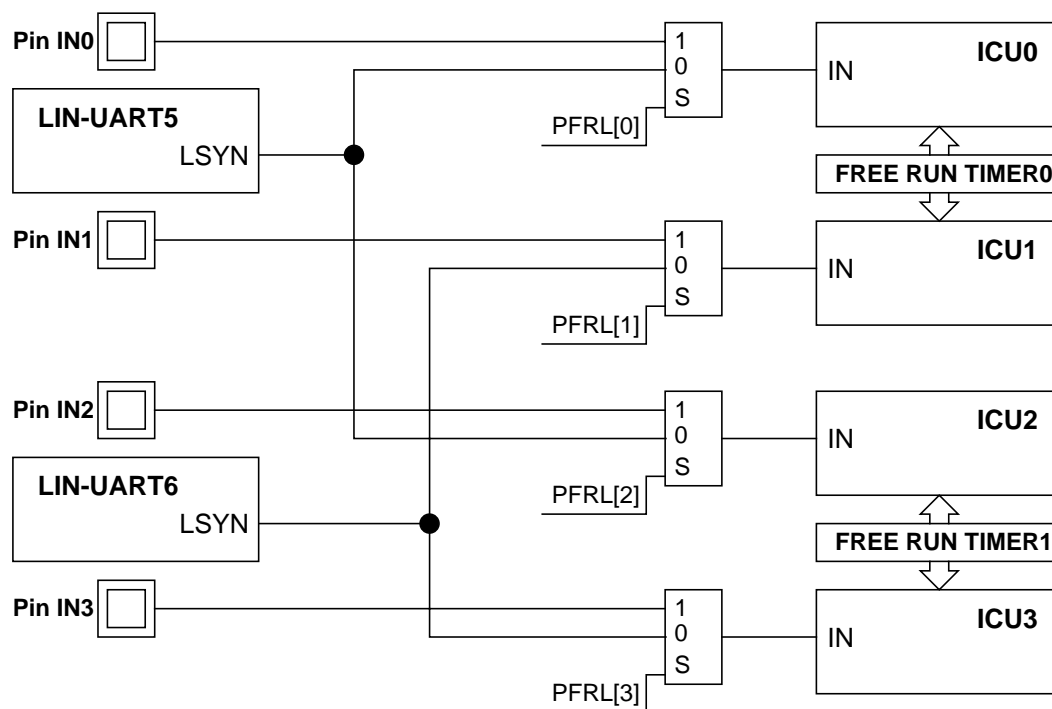 Pin IN0
1
0
S
PFRL[0]
IN
ICU0
LIN-UART5
LSYN
FREE RUN TIMER0
Pin IN1
1
0
S
PFRL[1]
IN
ICU1
Pin IN2
1
0
S
PFRL[2]
IN
ICU2
LIN-UART6
LSYN
FREE RUN TIMER1
Pin IN3
1
0
S
PFRL[3]
IN
ICU3